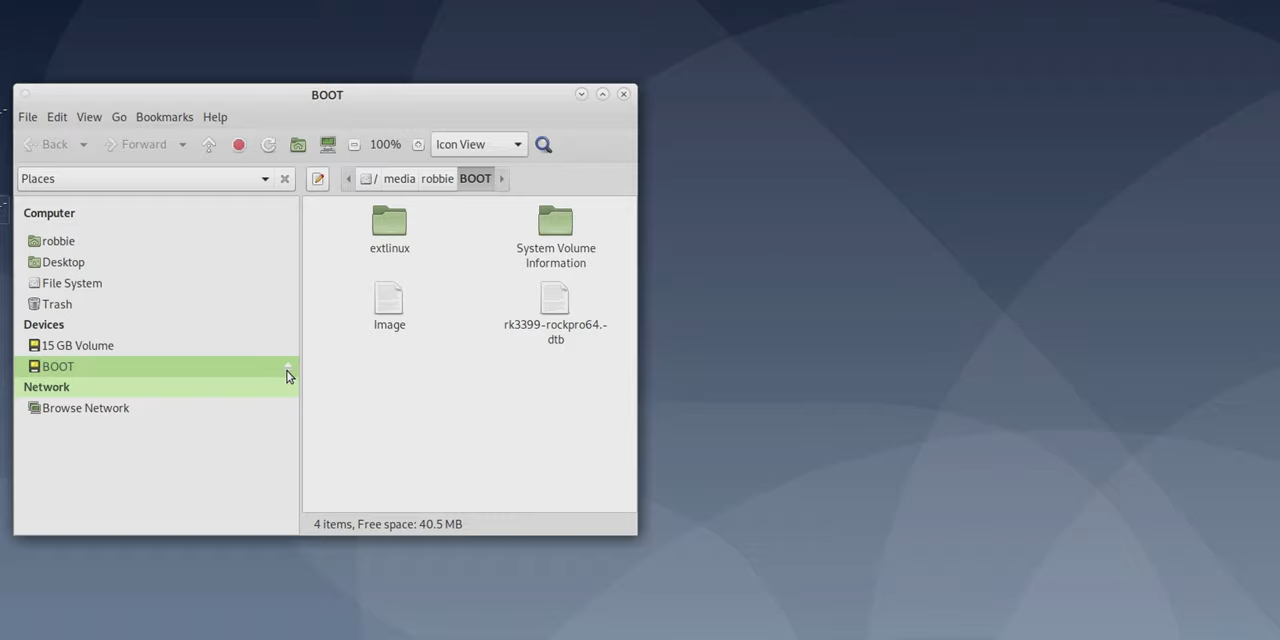 BOOT
File Edit View Go Bookmarks Help
Back Forward 100% Icon View
Places / media robbie BOOT
Computer
robbie
Desktop
File System
Trash
Devices
15 GB Volume
BOOT
Network
Browse Network
extlinux
System Volume
Information
Image
rk3399-rockpro64.-
dtb
4 items, Free space: 40.5 MB